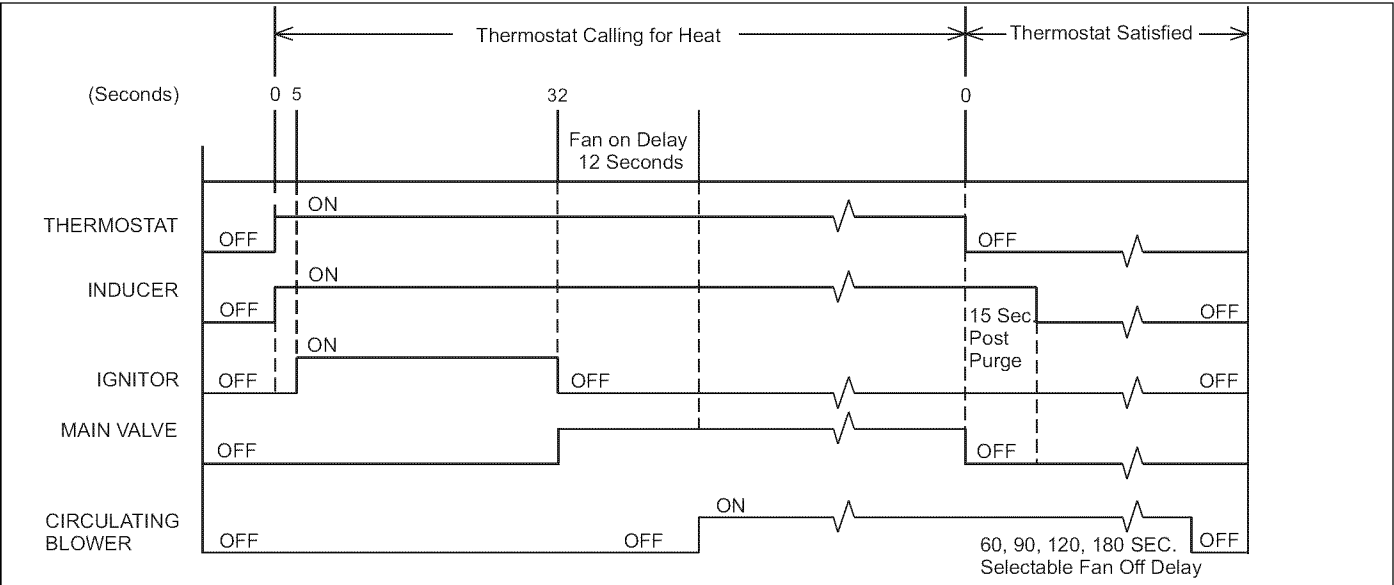 Thermostat Calling for Heat
Thermostat Satisfied
(Seconds)
0 5
32
0
Fan on Delay
12 Seconds
THERMOSTAT
OFF
ON
OFF
INDUCER
OFF
ON
15 Sec.
Post
Purge
OFF
IGNITOR
OFF
ON
OFF
OFF
MAIN VALVE
OFF
OFF
CIRCULATING
BLOWER
OFF
OFF
ON
60, 90, 120, 180 SEC.
Selectable Fan Off Delay
OFF